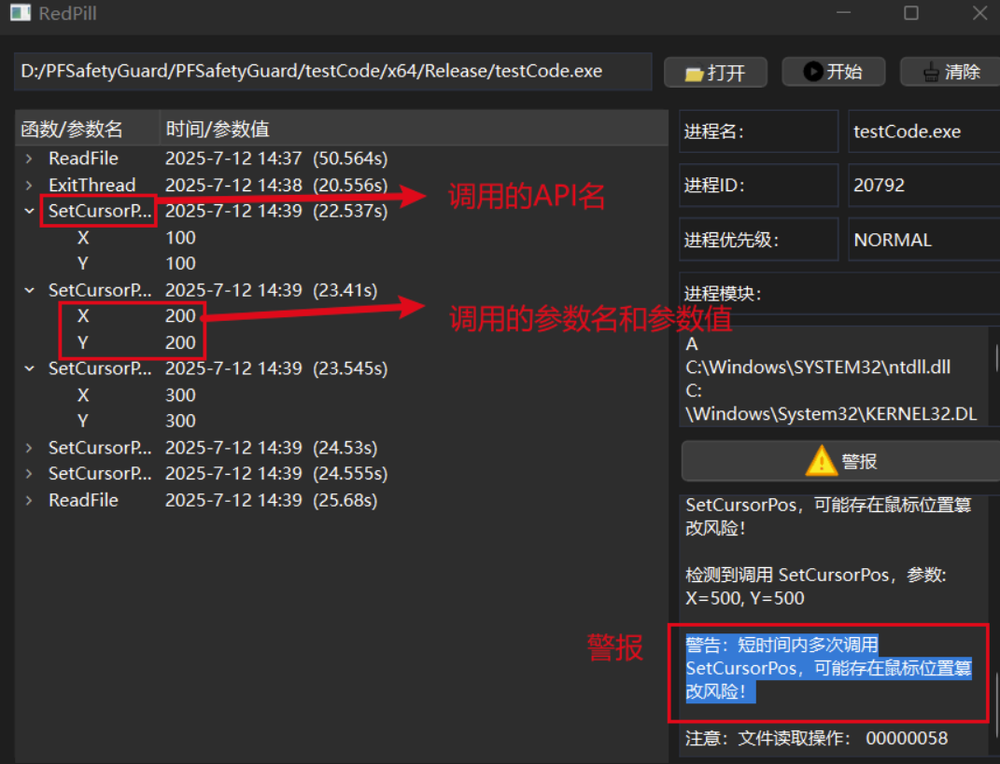 RedPill
D:/PFSafetyGuard/PFSafetyGuard/testCode/x64/Release/testCode.exe
打开
开始
清除
函数/参数名 时间/参数值
ReadFile 2025-7-12 14:37 (50.564s)
ExitThread 2025-7-12 14:38 (20.556s)
SetCursorP... 2025-7-12 14:39 (22.537s)
X 100
Y 100
SetCursorP... 2025-7-12 14:39 (23.41s)
X 200
Y 200
SetCursorP... 2025-7-12 14:39 (23.545s)
X 300
Y 300
SetCursorP... 2025-7-12 14:39 (24.53s)
SetCursorP... 2025-7-12 14:39 (24.555s)
ReadFile 2025-7-12 14:39 (25.68s)
调用的API名
调用的参数名和参数值
进程名： testCode.exe
进程ID： 20792
进程优先级： NORMAL
进程模块：
A
C:\Windows\SYSTEM32\ntdll.dll
C:
\Windows\System32\KERNEL32.DL
警报
SetCursorPos，可能存在鼠标位置篡
改风险！
检测到调用 SetCursorPos，参数:
X=500, Y=500
警报
警告：短时间内多次调用
SetCursorPos，可能存在鼠标位置篡
改风险！
注意：文件读取操作： 00000058